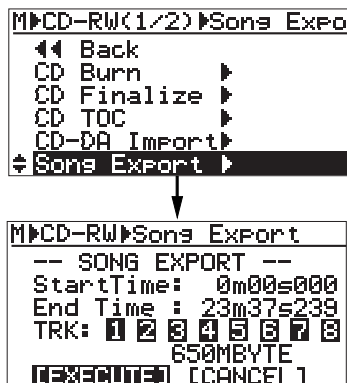 M▶CD-RW(1/2)▶Song Expo
◀◀ Back
CD Burn ▶
CD Finalize ▶
CD TOC ▶
CD-DA Import▶
Song Export ▶
M▶CD-RW▶Song Export
-- SONG EXPORT --
StartTime: 0m00s000
End Time : 23m37s239
TRK: 1 2 3 4 5 6 7 8
650MBYTE
[EXECUTE] [CANCEL]